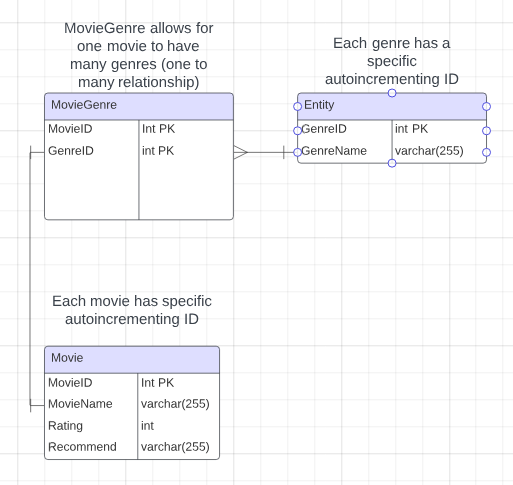 MovieGenre allows for
one movie to have
many genres (one to
many relationship)
Each genre has a
specific
autoincrementing ID
MovieGenre
MovieID Int PK
GenreID int PK
Entity
GenreID int PK
GenreName varchar(255)
Each movie has specific
autoincrementing ID
Movie
MovieID Int PK
MovieName varchar(255)
Rating int
Recommend varchar(255)